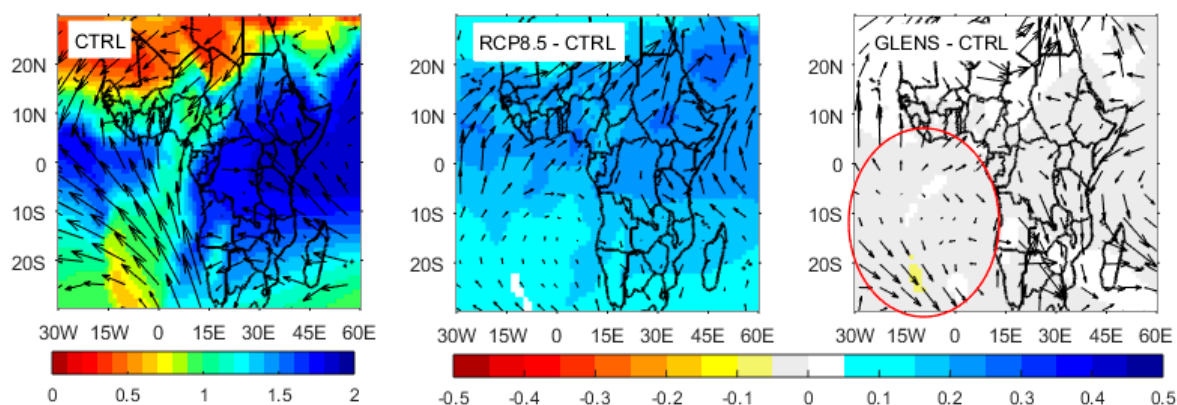 CTRL
RCP8.5 - CTRL
GLENS - CTRL
20N
10N
0
10S
20S
30W 15W 0 15E 30E 45E 60E
0 0.5 1 1.5 2
20N
10N
0
10S
20S
30W 15W 0 15E 30E 45E 60E
20N
10N
0
10S
20S
30W 15W 0 15E 30E 45E 60E
-0.5 -0.4 -0.3 -0.2 -0.1 0 0.1 0.2 0.3 0.4 0.5